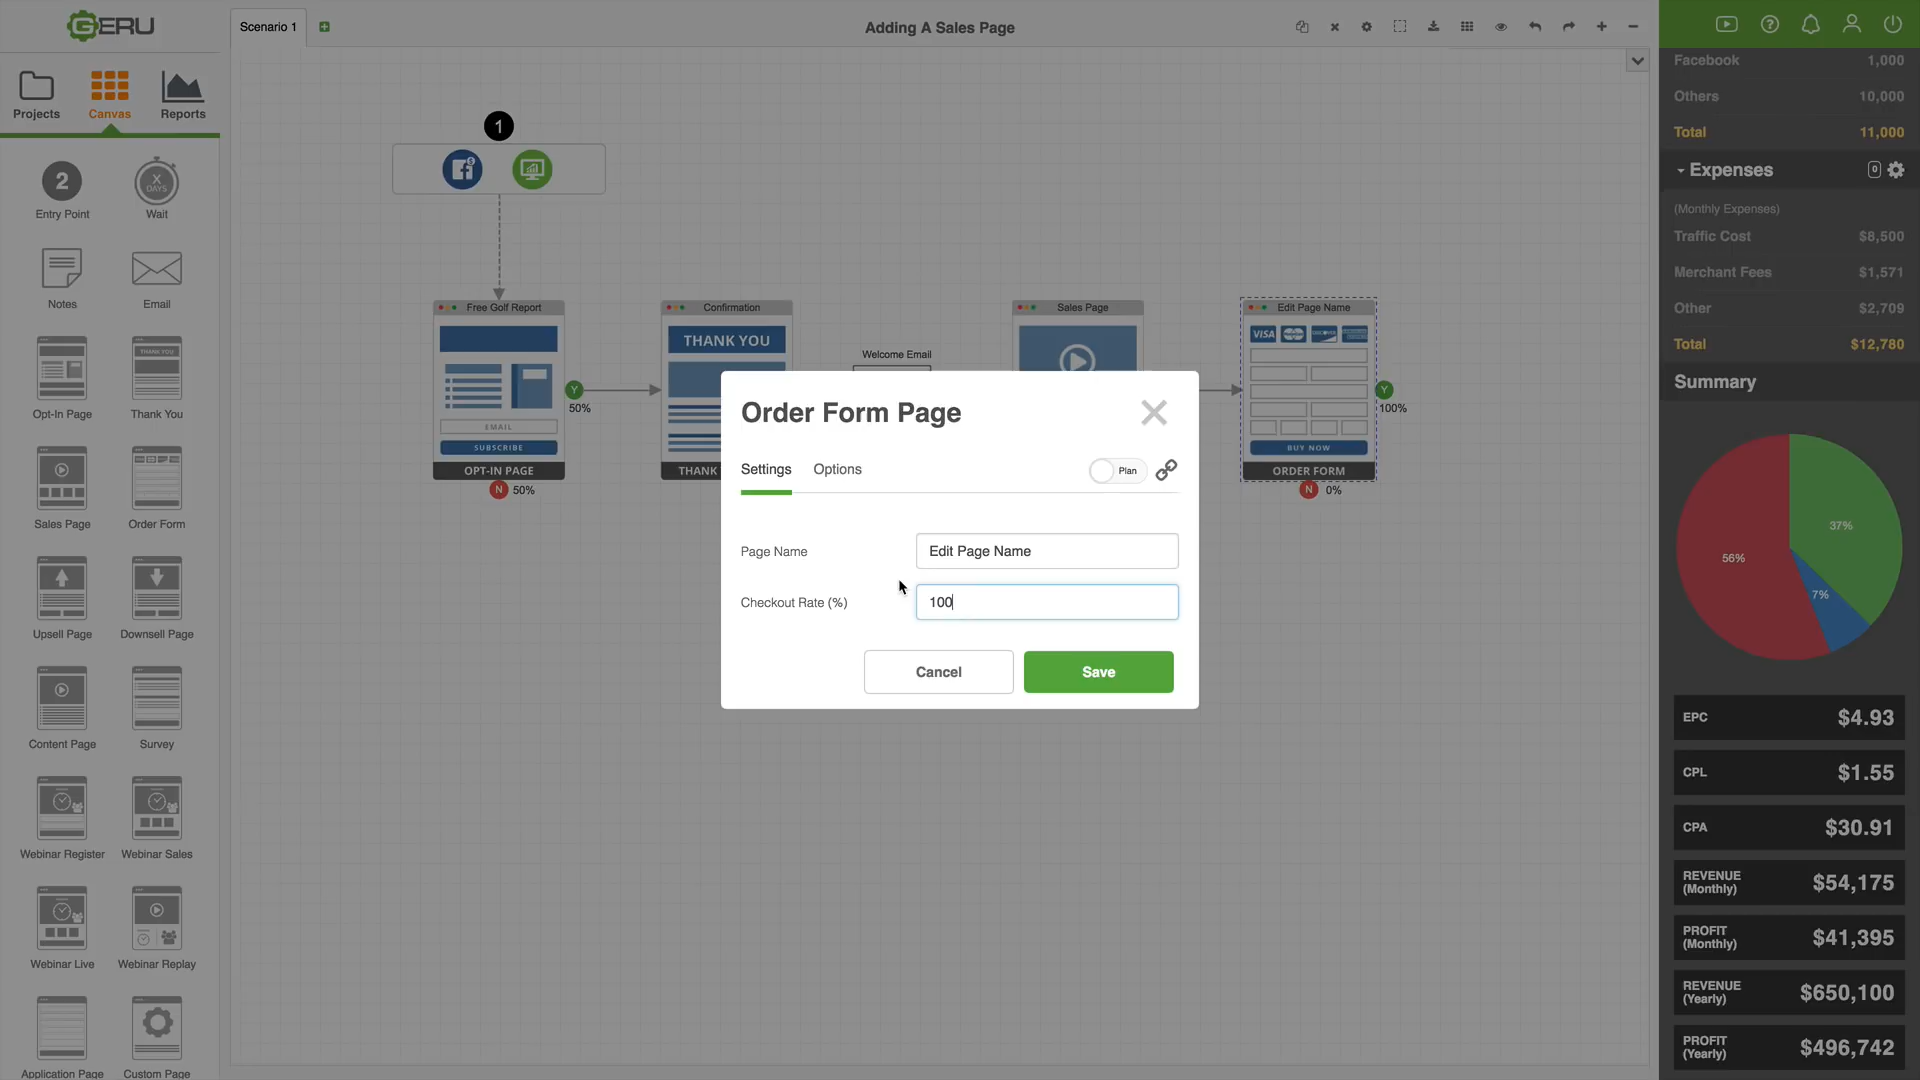 GERU
Scenario 1
Adding A Sales Page
Projects
Canvas
Reports
2
Entry Point
X
DAYS
Wait
Notes
Email
Opt-In Page
THANK YOU
Thank You
Sales Page
Order Form
Upsell Page
Downsell Page
Content Page
Survey
Webinar Register
Webinar Sales
Webinar Live
Webinar Replay
Application Page
Custom Page
1
Free Golf Report
EMAIL
SUBSCRIBE
OPT-IN PAGE
Y
50%
N 50%
Confirmation
THANK YOU
THANK
Welcome Email
Sales Page
Edit Page Name
VISA
DISCOVER
BUY NOW
ORDER FORM
Y
100%
N 0%
Order Form Page
Settings
Options
Plan
Page Name
Edit Page Name
Checkout Rate (%)
100
Cancel
Save
Facebook 1,000
Others 10,000
Total 11,000
Expenses
0
(Monthly Expenses)
Traffic Cost $8,500
Merchant Fees $1,571
Other $2,709
Total $12,780
Summary
37%
56%
7%
EPC $4.93
CPL $1.55
CPA $30.91
REVENUE (Monthly) $54,175
PROFIT (Monthly) $41,395
REVENUE (Yearly) $650,100
PROFIT (Yearly) $496,742